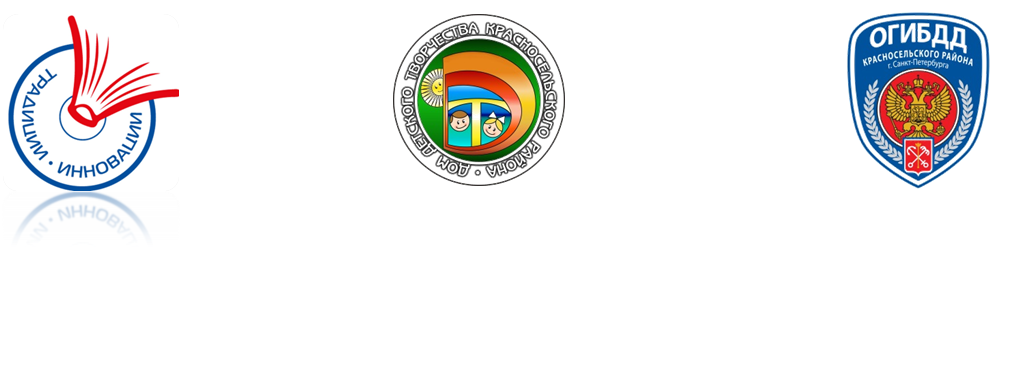 ТРАДИЦИИ • ИННОВАЦИИ
ДОМ ДЕТСКОГО ТВОРЧЕСТВА КРАСНОСЕЛЬСКОГО РАЙОНА •
ОГИБДД
КРАСНОСЕЛЬСКОГО РАЙОНА
г. Санкт-Петербурга